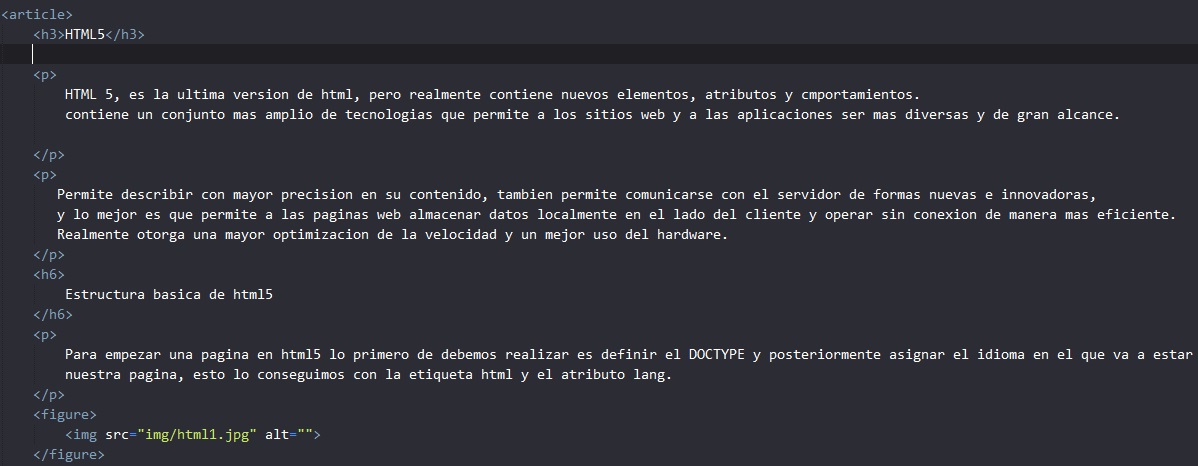 <article>
<h3>HTML5</h3>
<p>
HTML 5, es la ultima version de html, pero realmente contiene nuevos elementos, atributos y cmportamientos.
contiene un conjunto mas amplio de tecnologias que permite a los sitios web y a las aplicaciones ser mas diversas y de gran alcance.
</p>
<p>
Permite describir con mayor precision en su contenido, tambien permite comunicarse con el servidor de formas nuevas e innovadoras,
y lo mejor es que permite a las paginas web almacenar datos localmente en el lado del cliente y operar sin conexion de manera mas eficiente.
Realmente otorga una mayor optimizacion de la velocidad y un mejor uso del hardware.
</p>
<h6>
Estructura basica de html5
</h6>
<p>
Para empezar una pagina en html5 lo primero de debemos realizar es definir el DOCTYPE y posteriormente asignar el idioma en el que va a estar
nuestra pagina, esto lo conseguimos con la etiqueta html y el atributo lang.
</p>
<figure>
<img src="img/html1.jpg" alt="">
</figure>